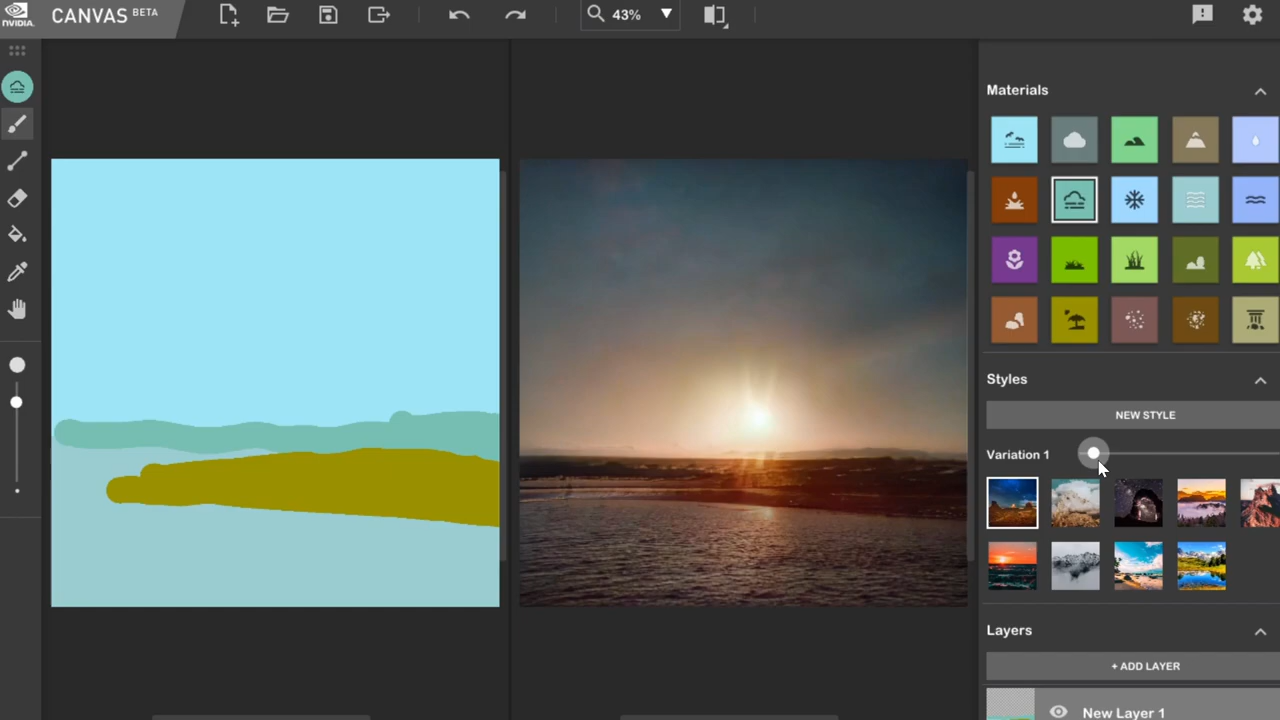 NVIDIA.
CANVAS BETA
43%
Materials
Styles
NEW STYLE
Variation 1
Layers
+ ADD LAYER
New Layer 1